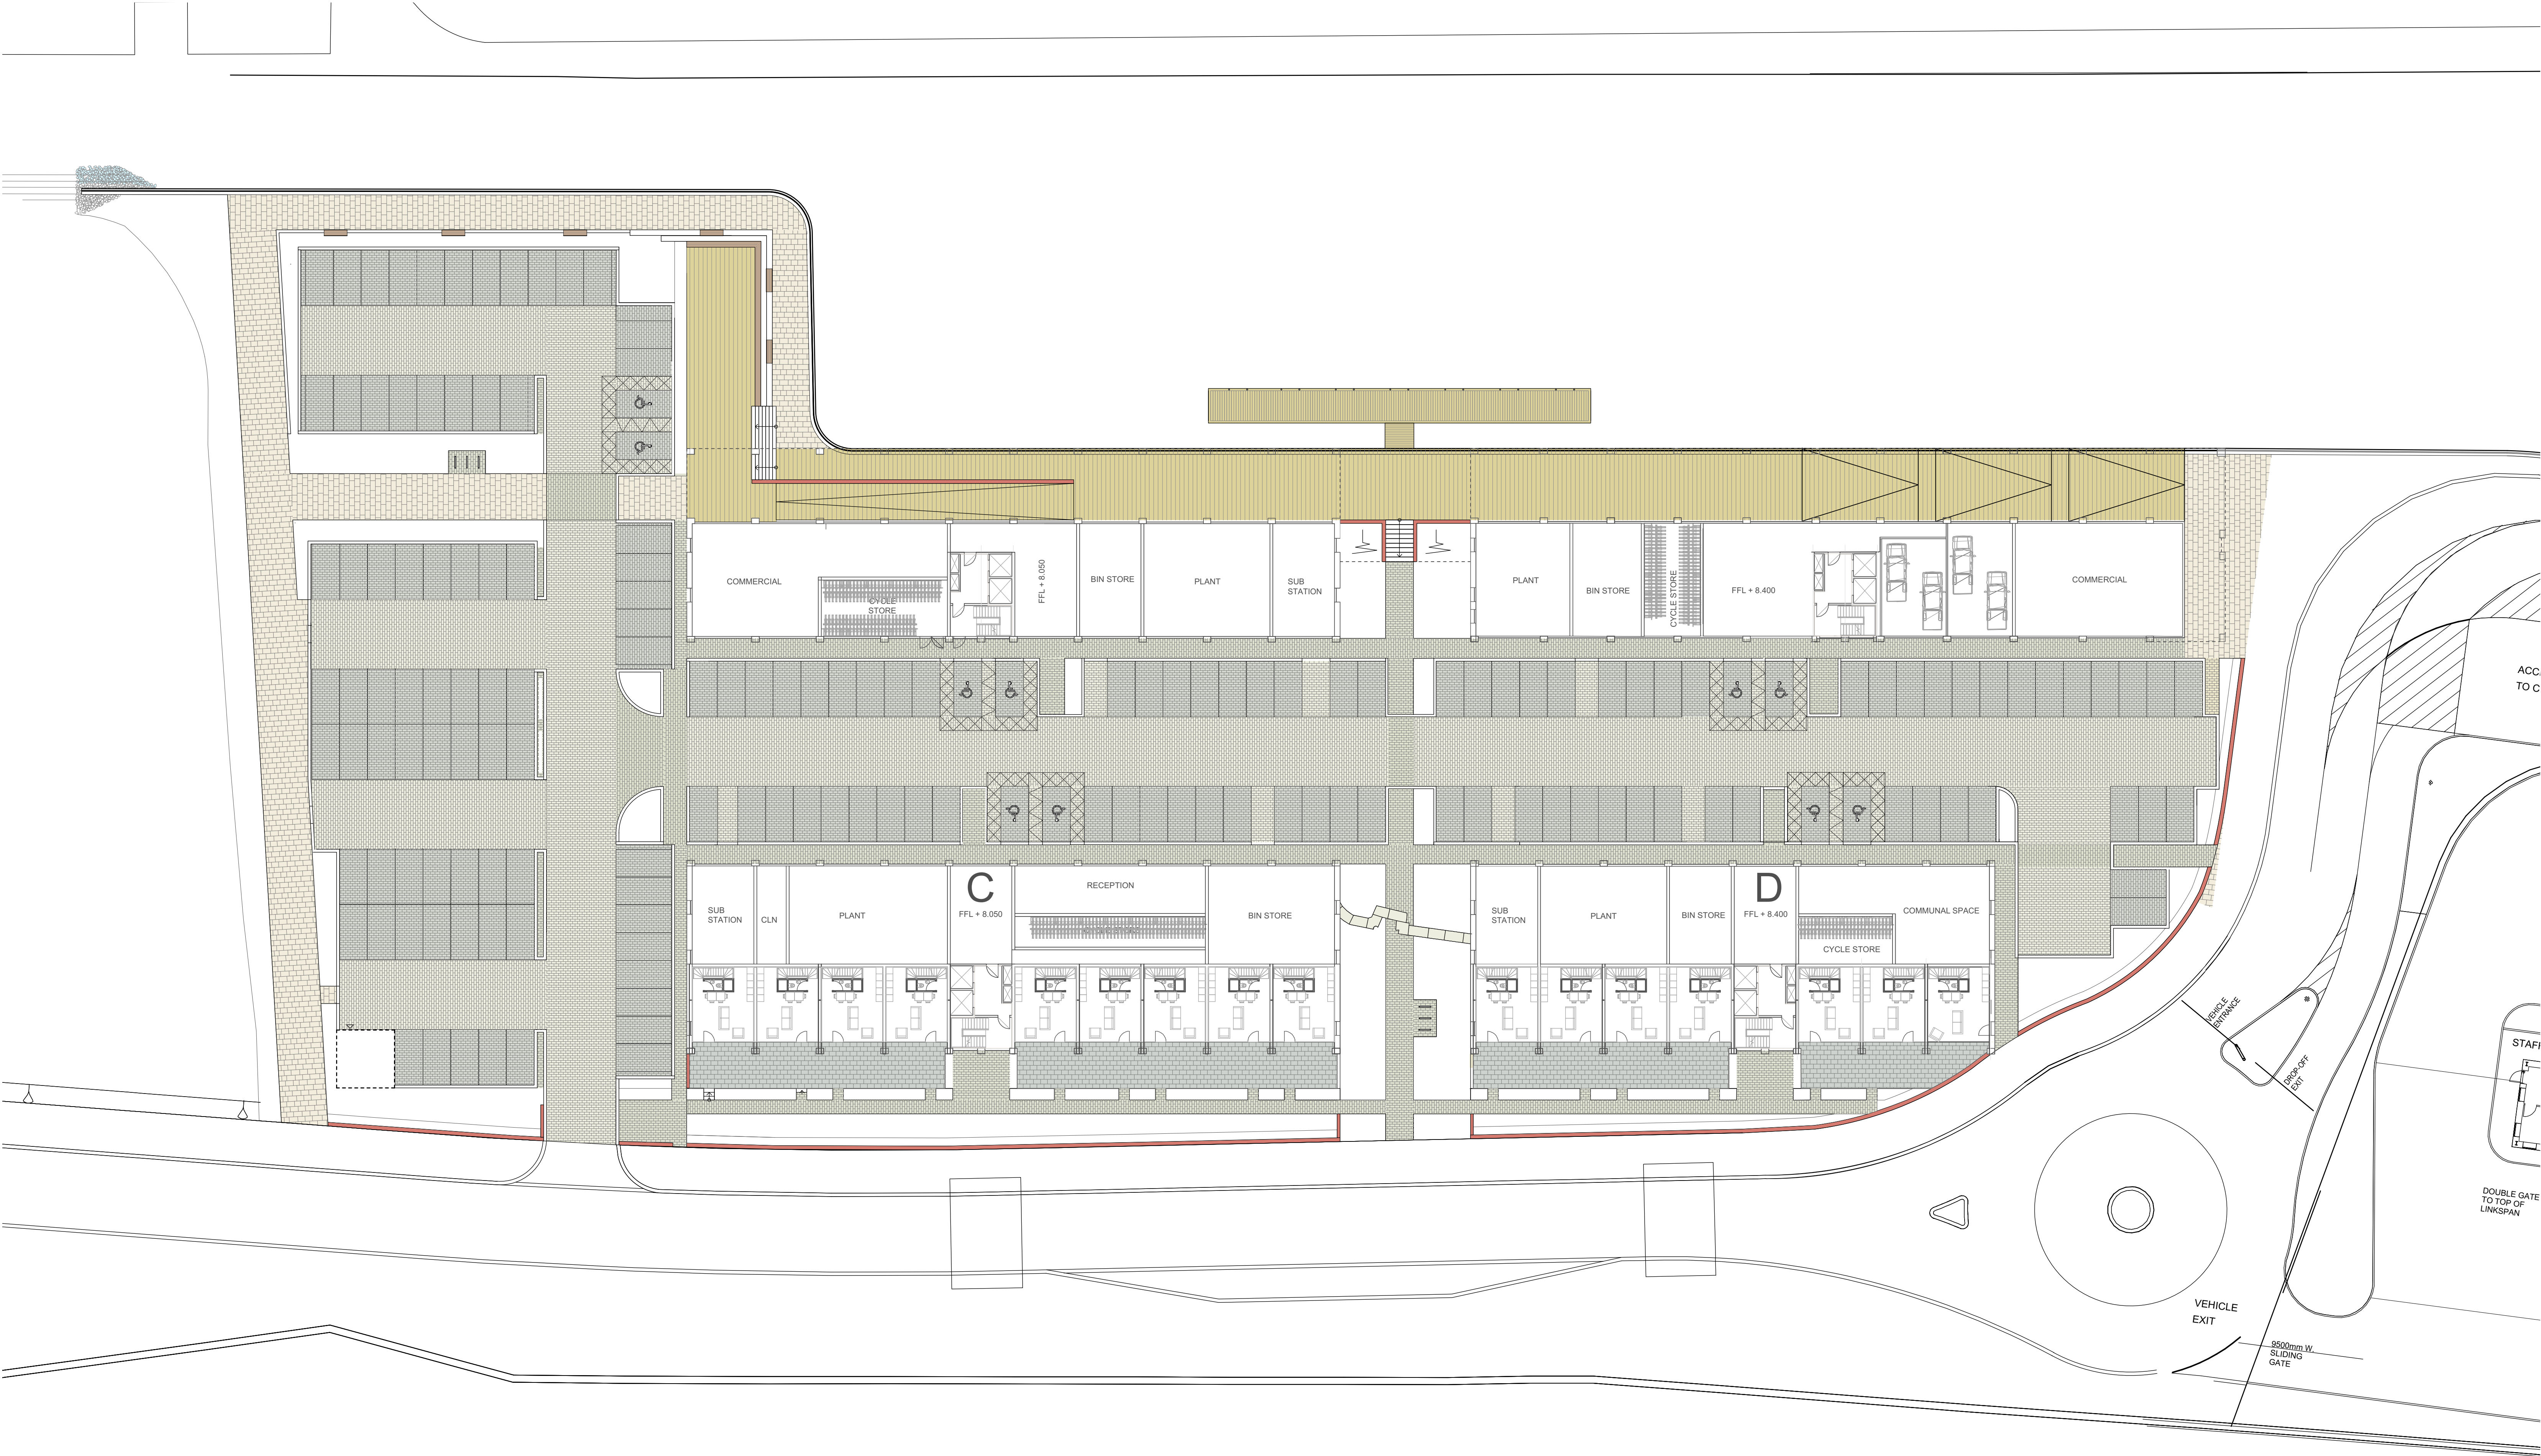 COMMERCIAL
CYCLE
STORE
FFL + 8.050
BIN STORE
PLANT
SUB
STATION
PLANT
BIN STORE
CYCLE STORE
FFL + 8.400
COMMERCIAL
SUB
STATION
CLN
PLANT
C
FFL + 8.050
RECEPTION
BIN STORE
SUB
STATION
PLANT
BIN STORE
D
FFL + 8.400
COMMUNAL SPACE
CYCLE STORE
ACC
TO C
VEHICLE
ENTRANCE
DROP-OFF
EXIT
STAFF
DOUBLE GATE
TO TOP OF
LINKSPAN
VEHICLE
EXIT
9500mm W.
SLIDING
GATE